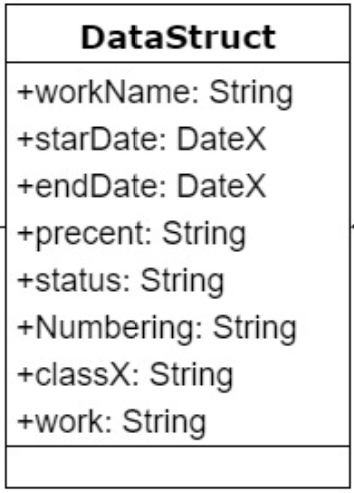 DataStruct
+workName: String
+starDate: DateX
+endDate: DateX
+precent: String
+status: String
+Numbering: String
+classX: String
+work: String